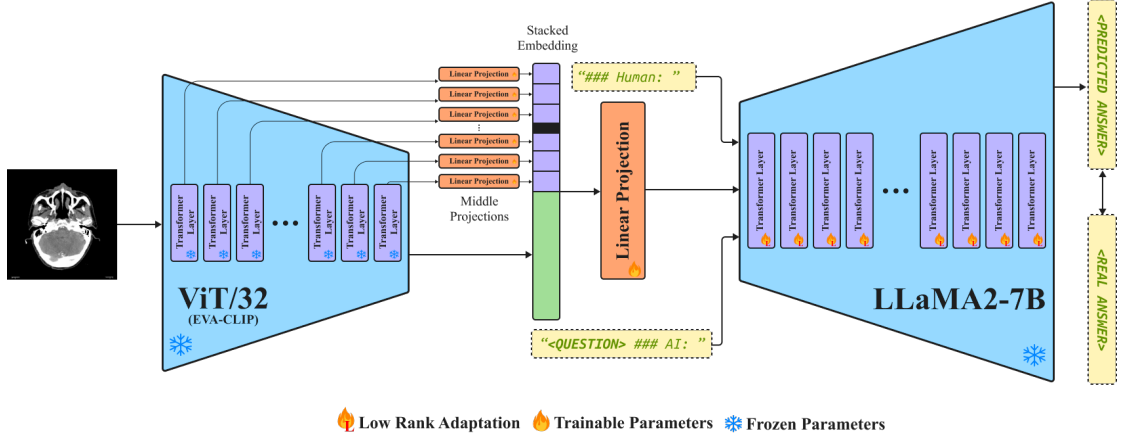 Stacked
Embedding
Linear Projection
Linear Projection
Linear Projection
Linear Projection
Linear Projection
Linear Projection
Middle
Projections
Transformer Layer
Transformer Layer
Transformer Layer
Transformer Layer
Transformer Layer
Transformer Layer
ViT/32
(EVA-CLIP)
“### Human: ”
Linear Projection
“<QUESTION> ### AI: ”
Transformer Layer
Transformer Layer
Transformer Layer
Transformer Layer
Transformer Layer
Transformer Layer
Transformer Layer
Transformer Layer
LLaMA2-7B
<PREDICTED ANSWER>
<REAL ANSWER>
L Low Rank Adaptation
Trainable Parameters
Frozen Parameters